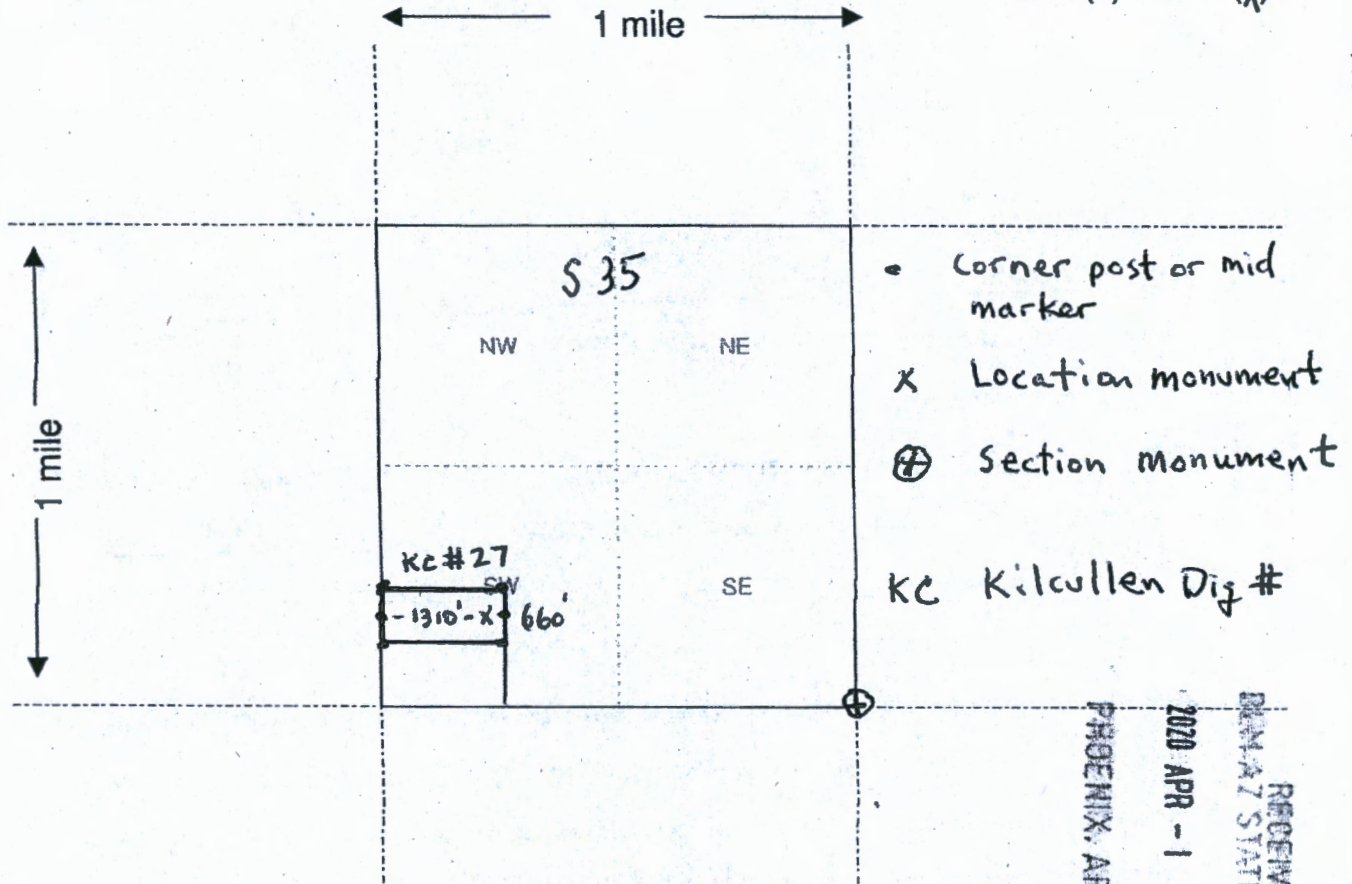 1 mile
1 mile
S 35
NW
NE
SW
SE
KC # 27
- 1310' - X
660'
• Corner post or mid
marker
X Location monument
⊕ Section monument
KC Kilcullen Dig #
2020 APR -1
PHOENIX, A